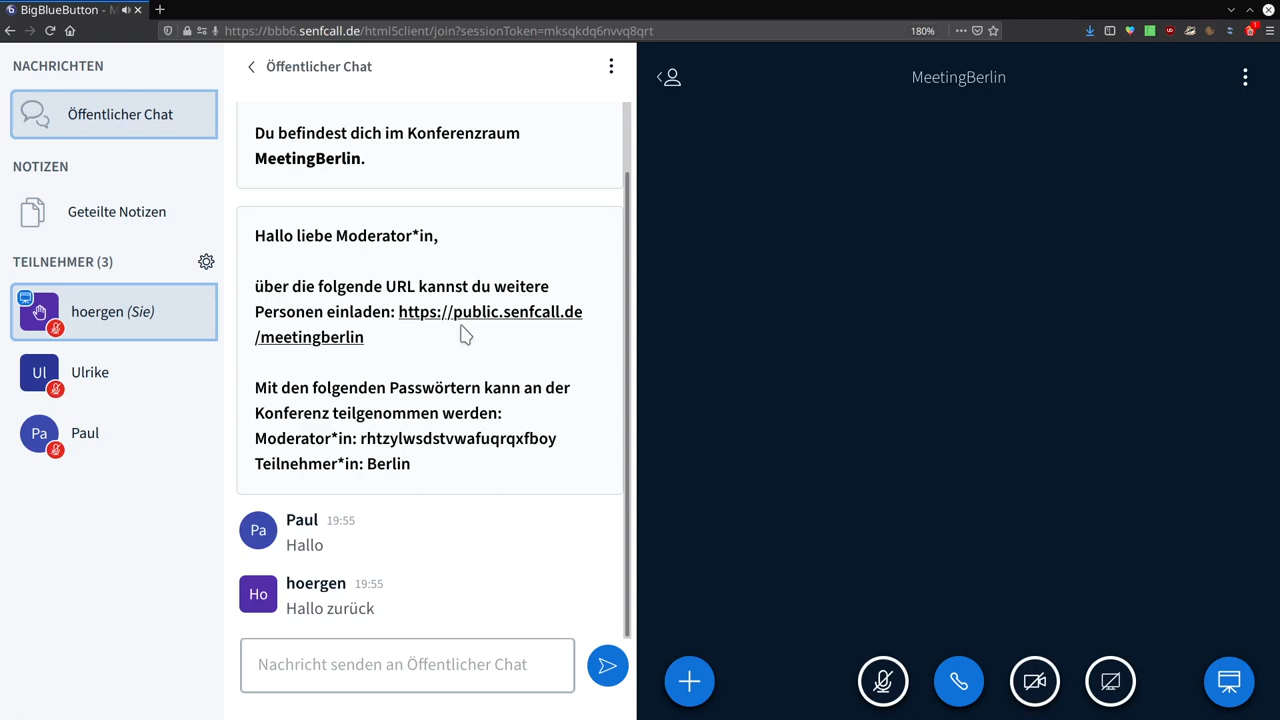 BigBlueButton - M
https://bbb6.senfcall.de/html5client/join?sessionToken=mksqkdq6nvvq8qrt
180%
NACHRICHTEN
Öffentlicher Chat
NOTIZEN
Geteilte Notizen
TEILNEHMER (3)
hoergen (Sie)
Ul
Ulrike
Pa
Paul
Öffentlicher Chat
Du befindest dich im Konferenzraum
MeetingBerlin.
Hallo liebe Moderator*in,
über die folgende URL kannst du weitere
Personen einladen: https://public.senfcall.de
/meetingberlin
Mit den folgenden Passwörtern kann an der
Konferenz teilgenommen werden:
Moderator*in: rhtzylwsdstvwafuqrqxfboy
Teilnehmer*in: Berlin
Pa
Paul 19:55
Hallo
Ho
hoergen 19:55
Hallo zurück
Nachricht senden an Öffentlicher Chat
MeetingBerlin